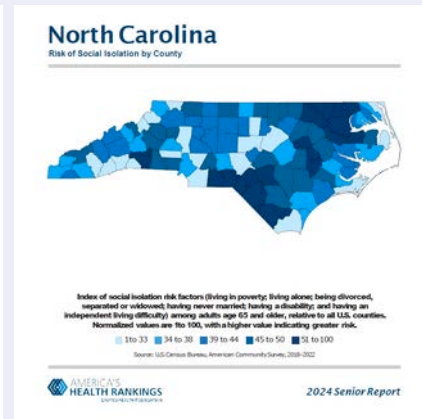 North Carolina
Risk of Social Isolation by County
Index of social isolation risk factors (living in poverty; living alone; being divorced,
separated or widowed; having never married; having a disability; and having an
independent living difficulty) among adults age 65 and older, relative to all U.S. counties.
Normalized values are 1to 100, with a higher value indicating greater risk.
1 to 33 34 to 38 39 to 44 45 to 50 51 to 100
Source: U.S. Census Bureau, American Community Survey, 2018-2022
AMERICA'S
HEALTH RANKINGS
2024 Senior Report